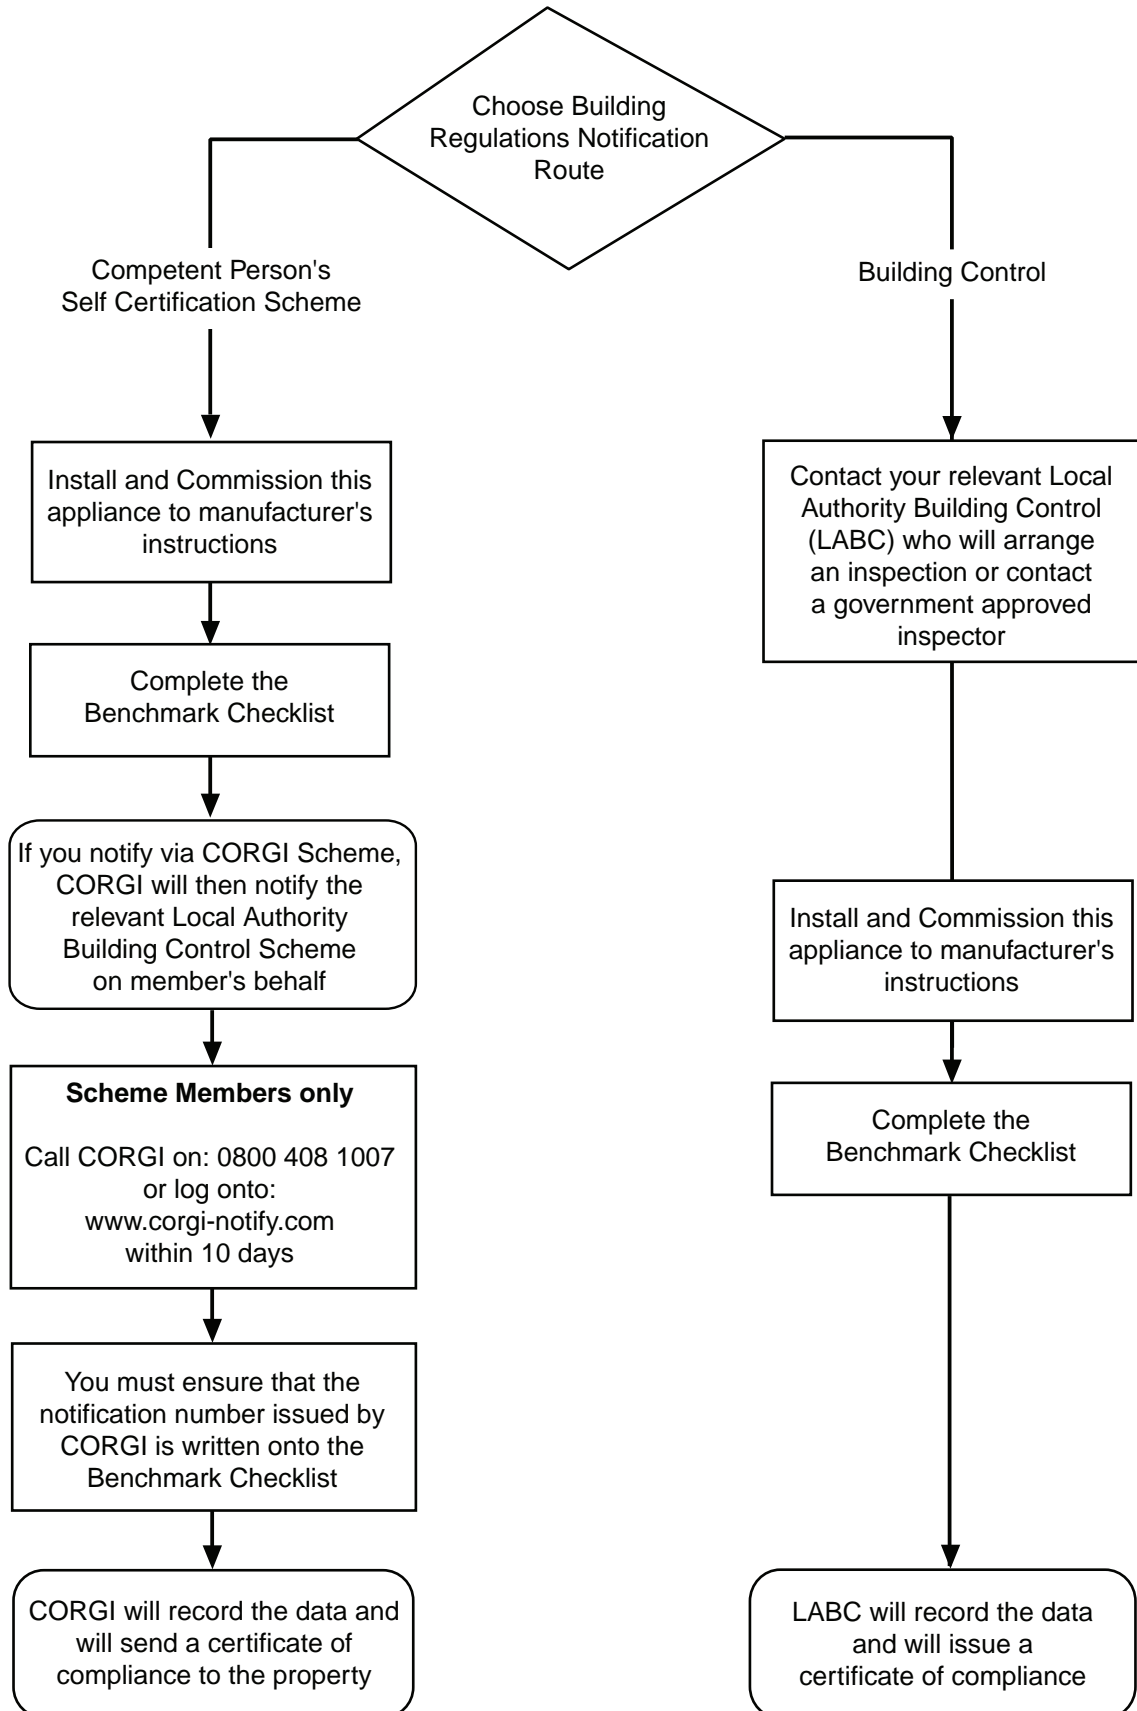 Choose Building
Regulations Notification
Route
Competent Person's
Self Certification Scheme
Building Control
Install and Commission this
appliance to manufacturer's
instructions
Complete the
Benchmark Checklist
If you notify via CORGI Scheme,
CORGI will then notify the
relevant Local Authority
Building Control Scheme
on member's behalf
Scheme Members only
Call CORGI on: 0800 408 1007
or log onto:
www.corgi-notify.com
within 10 days
You must ensure that the
notification number issued by
CORGI is written onto the
Benchmark Checklist
CORGI will record the data and
will send a certificate of
compliance to the property
Contact your relevant Local
Authority Building Control
(LABC) who will arrange
an inspection or contact
a government approved
inspector
Install and Commission this
appliance to manufacturer's
instructions
Complete the
Benchmark Checklist
LABC will record the data
and will issue a
certificate of compliance